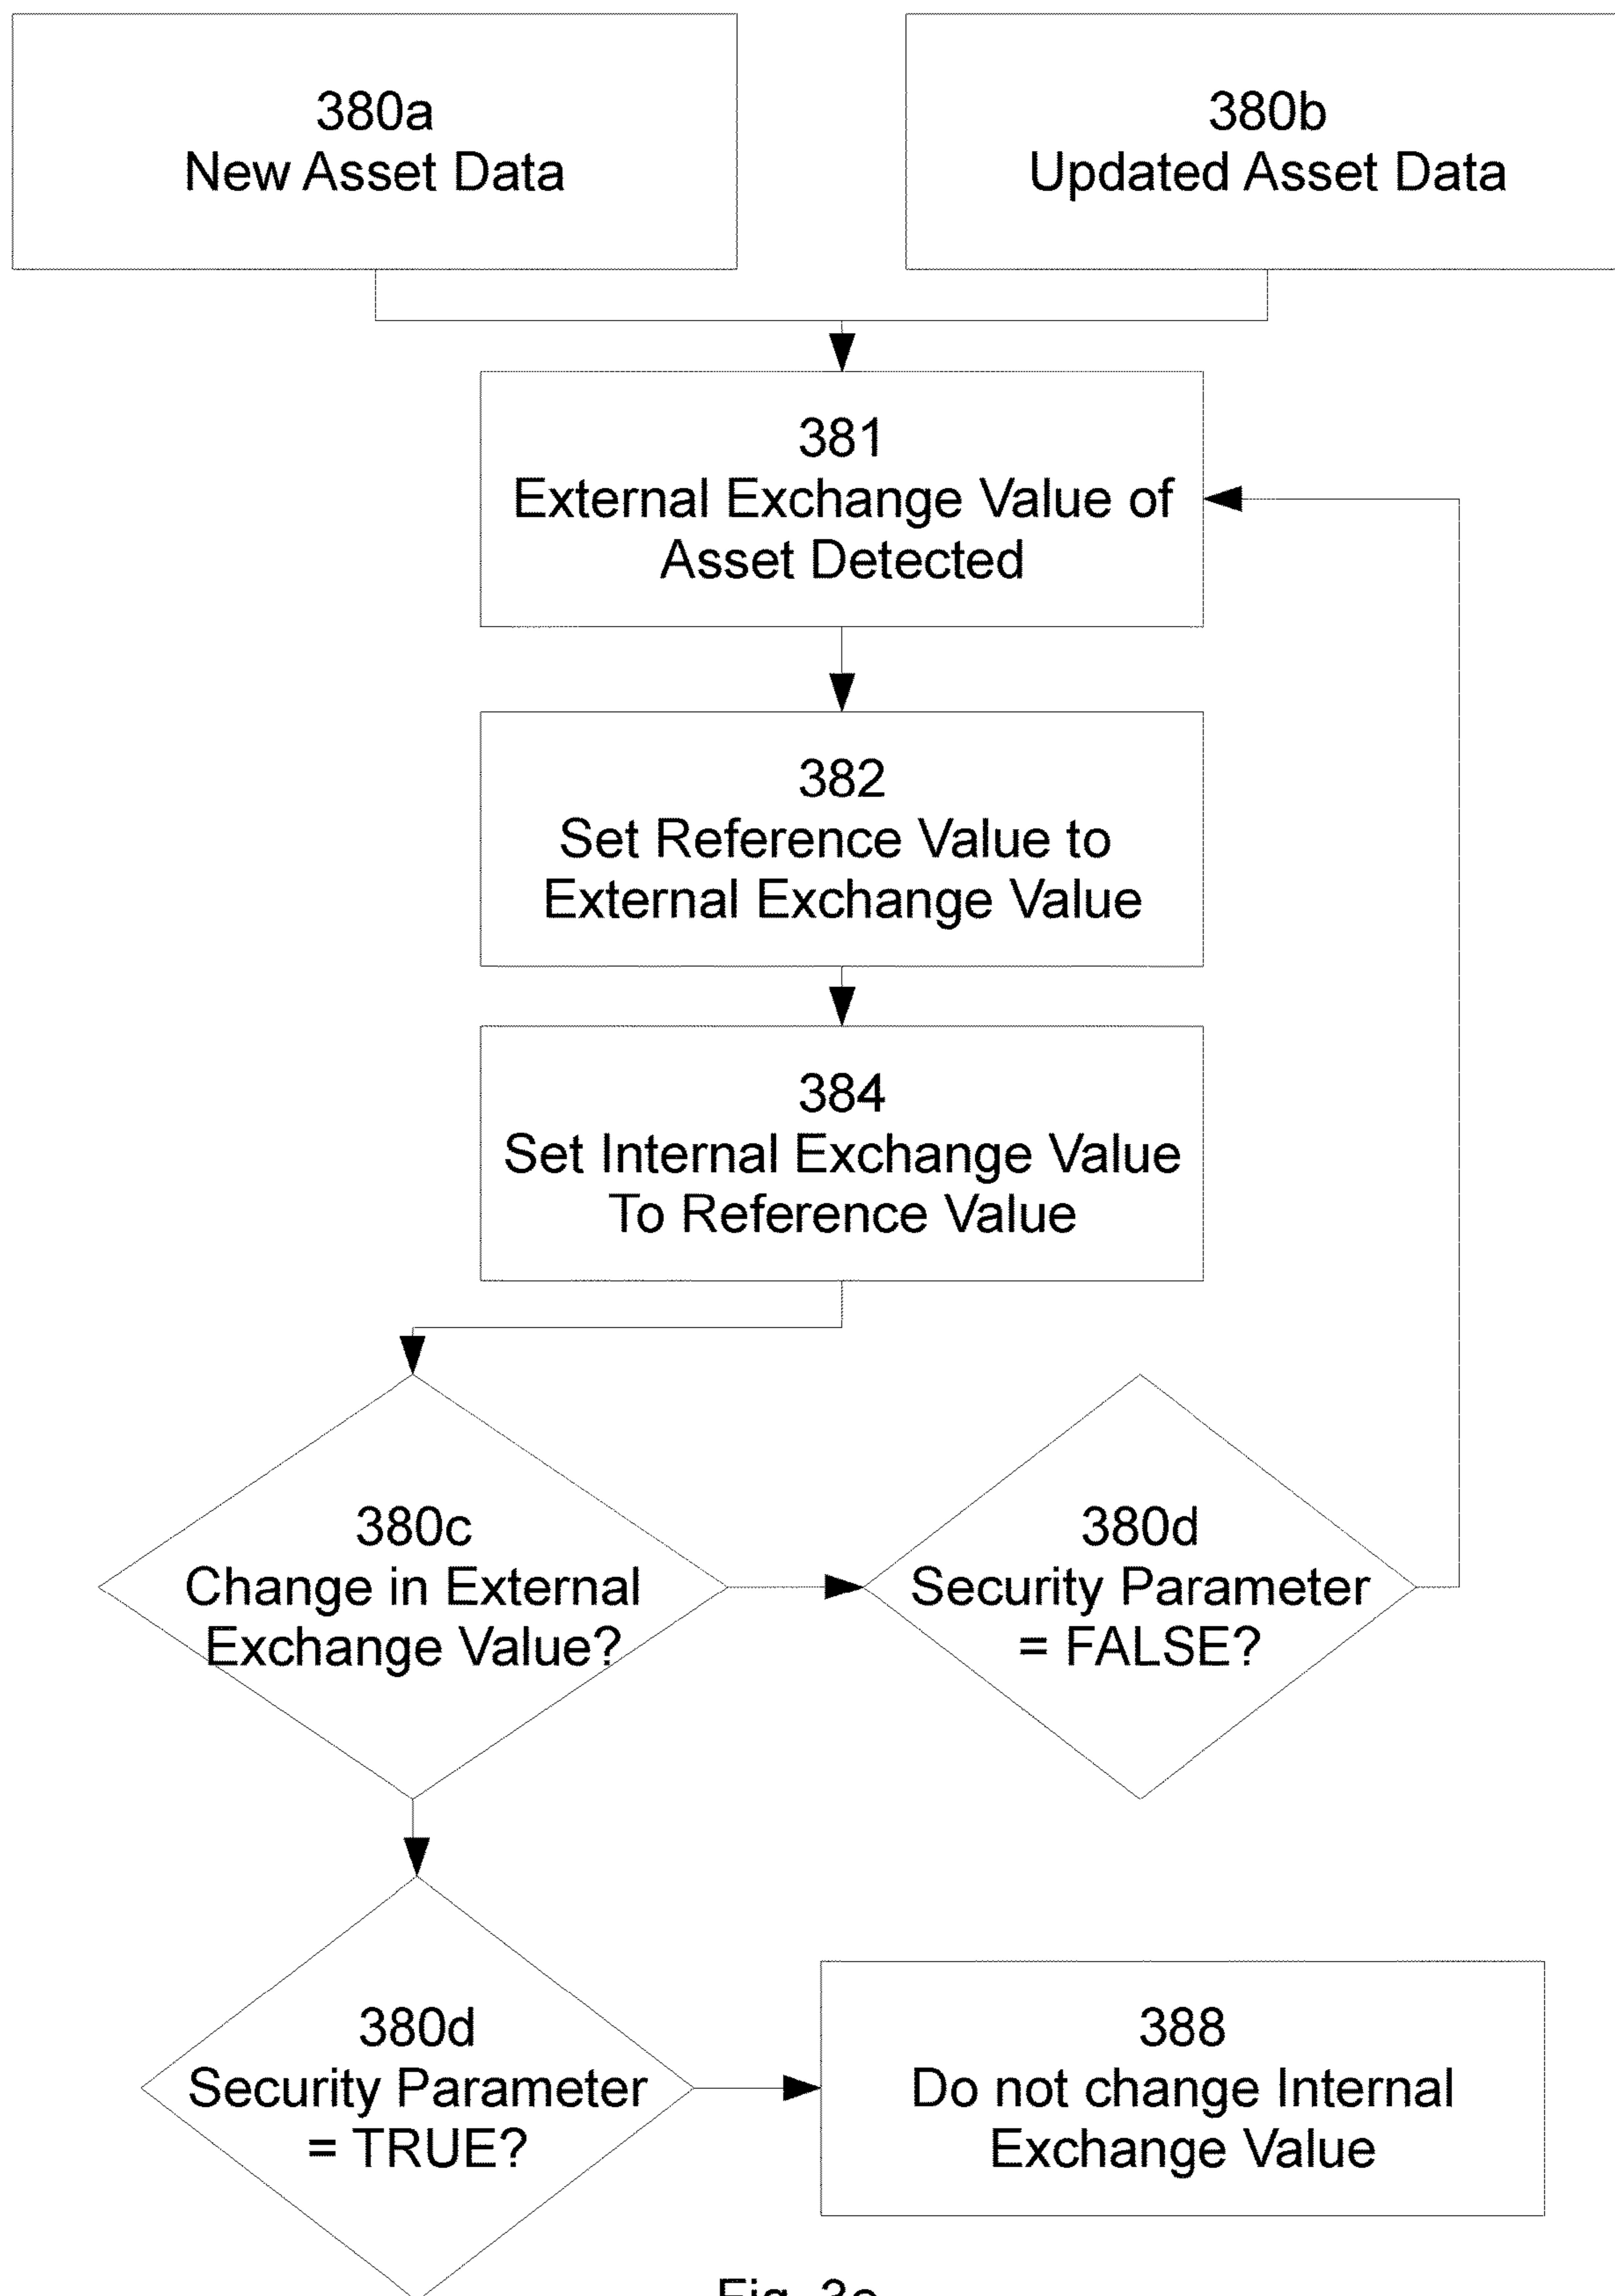 380a
New Asset Data
380b
Updated Asset Data
381
External Exchange Value of
Asset Detected
382
Set Reference Value to
External Exchange Value
384
Set Internal Exchange Value
To Reference Value
380c
Change in External
Exchange Value?
380d
Security Parameter
= FALSE?
380d
Security Parameter
= TRUE?
388
Do not change Internal
Exchange Value
Fig.